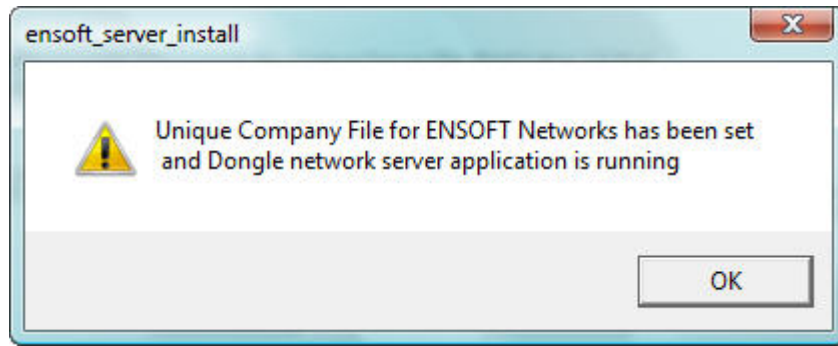 ensoft_server_install
Unique Company File for ENSOFT Networks has been set
and Dongle network server application is running
OK